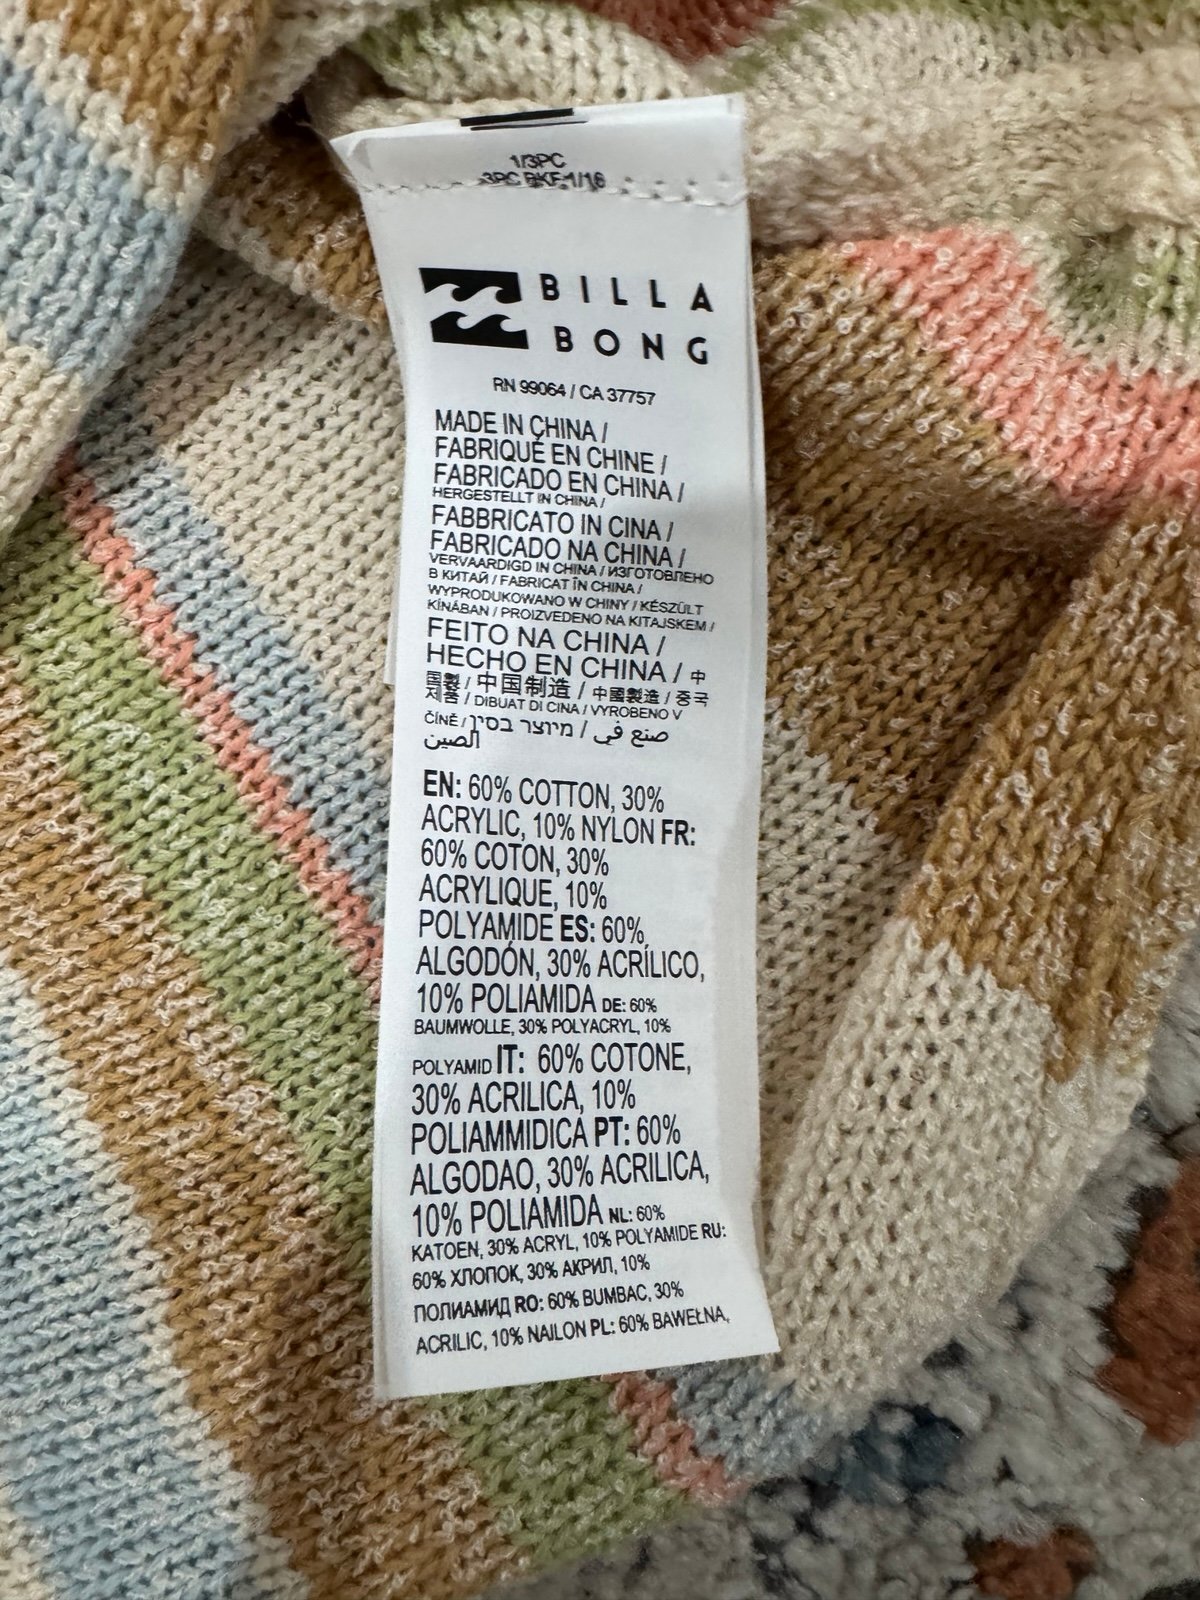 1/3PC
3PC BKF 1/16
BILLA
BONG
RN 99064 / CA 37757
MADE IN CHINA /
FABRIQUÉ EN CHINE /
FABRICADO EN CHINA /
HERGESTELLT IN CHINA /
FABBRICATO IN CINA /
FABRICADO NA CHINA /
VERVAARDIGD IN CHINA / ИЗГОТОВЛЕНО
В КИТАЙ / FABRICAT ÎN CHINA /
WYPRODUKOWANO W CHINY / KÉSZÜLT
KÍNÁBAN / PROIZVEDENO NA KITAJSKEM /
FEITO NA CHINA /
HECHO EN CHINA / 中
国製 / 中国制造 / 中國製造 / 중국
제품 / DIBUAT DI CINA / VYROBENO V
ČÍNĚ / מיוצר בסין / صنع في
الصين
EN: 60% COTTON, 30%
ACRYLIC, 10% NYLON FR:
60% COTON, 30%
ACRYLIQUE, 10%
POLYAMIDE ES: 60%
ALGODÓN, 30% ACRÍLICO,
10% POLIAMIDA DE: 60%
BAUMWOLLE, 30% POLYACRYL, 10%
POLYAMID IT: 60% COTONE,
30% ACRILICA, 10%
POLIAMMIDICA PT: 60%
ALGODAO, 30% ACRILICA,
10% POLIAMIDA NL: 60%
KATOEN, 30% ACRYL, 10% POLYAMIDE RU:
60% ХЛОПОК, 30% АКРИЛ, 10%
ПОЛИАМИД RO: 60% BUMBAC, 30%
ACRILIC, 10% NAILON PL: 60% BAWEŁNA,